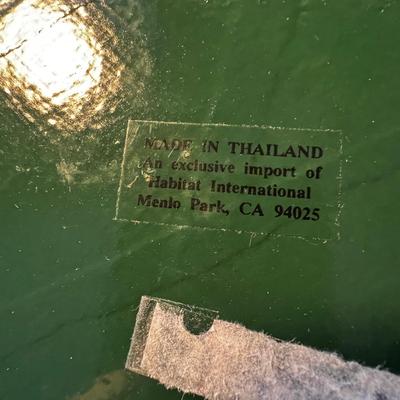 MADE IN THAILAND
An exclusive import of
Habitat International
Menlo Park, CA 94025